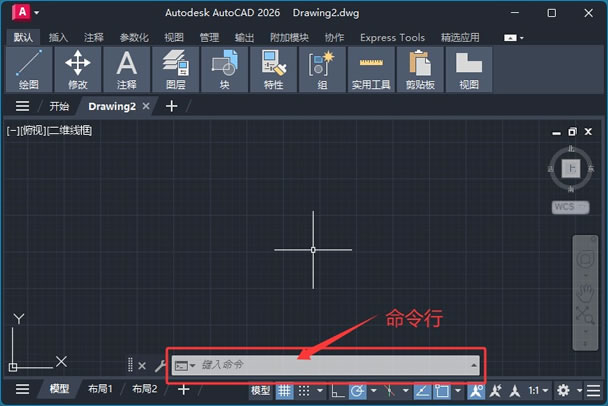 A Autodesk AutoCAD 2026 Drawing2.dwg
默认 插入 注释 参数化 视图 管理 输出 附加模块 协作 Express Tools 精选应用
绘图 修改 注释 图层 块 特性 组 实用工具 剪贴板 视图
开始 Drawing2
[−][俯视][二维线框]
北
东
上
南
WCS
命令行
Y
X
键入命令
模型 布局1 布局2 模型 1:1